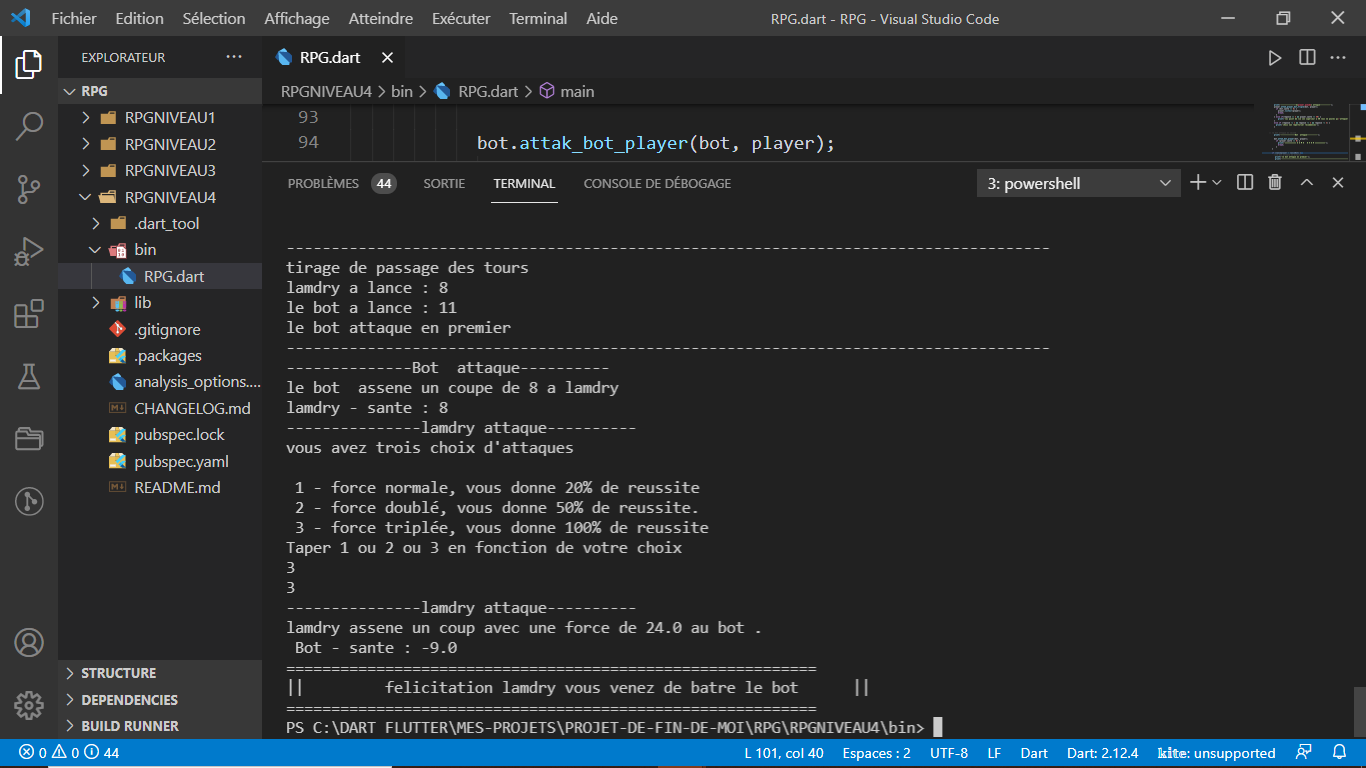 Fichier Edition Sélection Affichage Atteindre Exécuter Terminal Aide RPG.dart - RPG - Visual Studio Code
EXPLORATEUR ...
RPG
RPGNIVEAU1
RPGNIVEAU2
RPGNIVEAU3
RPGNIVEAU4
.dart_tool
bin
RPG.dart
lib
.gitignore
.packages
analysis_options....
CHANGELOG.md
pubspec.lock
pubspec.yaml
README.md
STRUCTURE
DEPENDENCIES
BUILD RUNNER
RPG.dart
RPGNIVEAU4 > bin > RPG.dart > main
93
94 bot.attak_bot_player(bot, player);
PROBLÈMES 44 SORTIE TERMINAL CONSOLE DE DÉBOGAGE 3: powershell
-------------------------------------------------------------------------------------
tirage de passage des tours
lamdry a lance : 8
le bot a lance : 11
le bot attaque en premier
-------------------------------------------------------------------------------------
--------------Bot  attaque----------
le bot  assene un coupe de 8 a lamdry
lamdry - sante : 8
---------------lamdry attaque----------
vous avez trois choix d'attaques
1 - force normale, vous donne 20% de reussite
2 - force doublé, vous donne 50% de reussite.
3 - force triplée, vous donne 100% de reussite
Taper 1 ou 2 ou 3 en fonction de votre choix
3
3
---------------lamdry attaque----------
lamdry assene un coup avec une force de 24.0 au bot .
Bot - sante : -9.0
===========================================================
||         felicitation lamdry vous venez de batre le bot      ||
===========================================================
PS C:\DART FLUTTER\MES-PROJETS\PROJET-DE-FIN-DE-MOI\RPG\RPGNIVEAU4\bin>
0 0 44 L 101, col 40 Espaces : 2 UTF-8 LF Dart Dart: 2.12.4 kite: unsupported